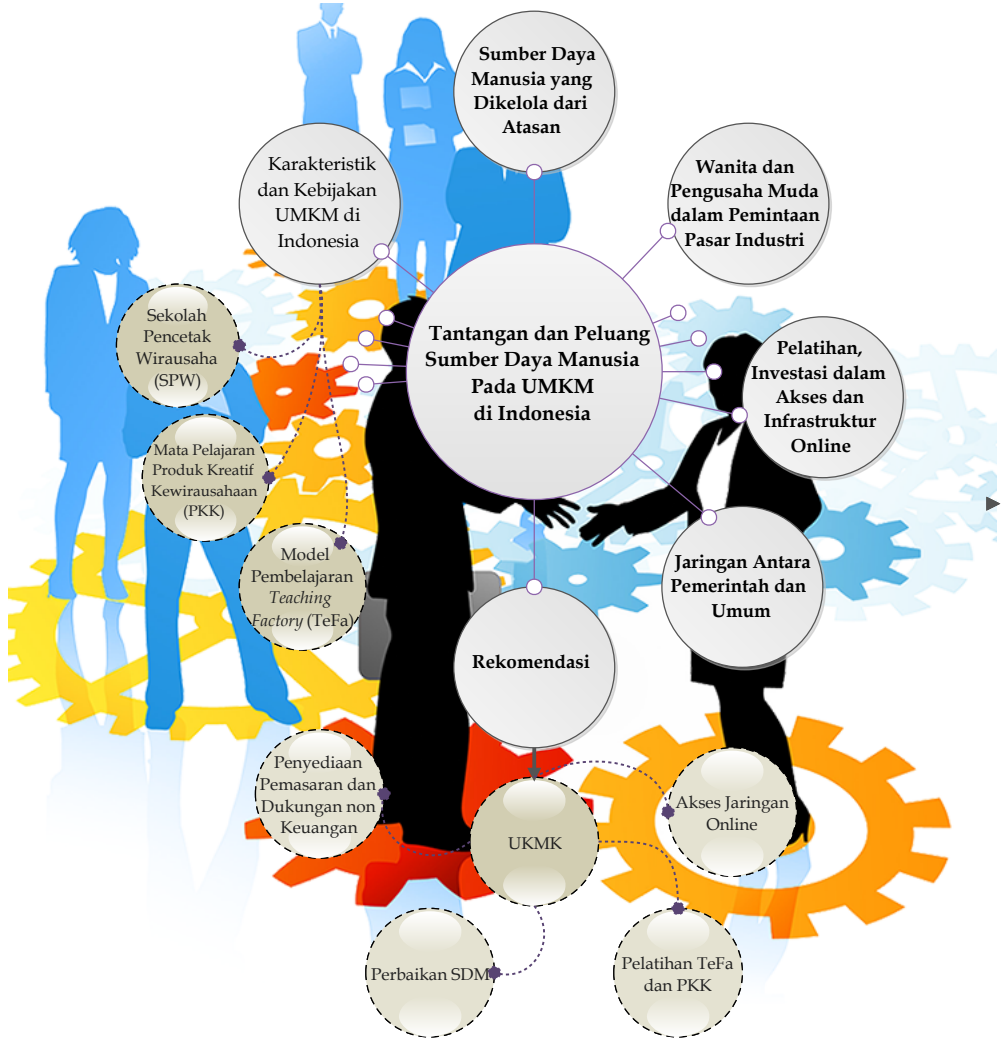 Sumber Daya
Manusia yang
Dikelola dari
Atasan
Karakteristik
dan Kebijakan
UMKM di
Indonesia
Wanita dan
Pengusaha Muda
dalam Pemintaan
Pasar Industri
Sekolah
Pencetak
Wirausaha
(SPW)
Tantangan dan Peluang
Sumber Daya Manusia
Pada UMKM
di Indonesia
Pelatihan,
Investasi dalam
Akses dan
Infrastruktur
Online
Mata Pelajaran
Produk Kreatif
Kewirausahaan
(PKK)
Model
Pembelajaran
Teaching
Factory (TeFa)
Jaringan Antara
Pemerintah dan
Umum
Rekomendasi
Penyediaan
Pemasaran dan
Dukungan non
Keuangan
UKMK
Akses Jaringan
Online
Perbaikan SDM
Pelatihan TeFa
dan PKK